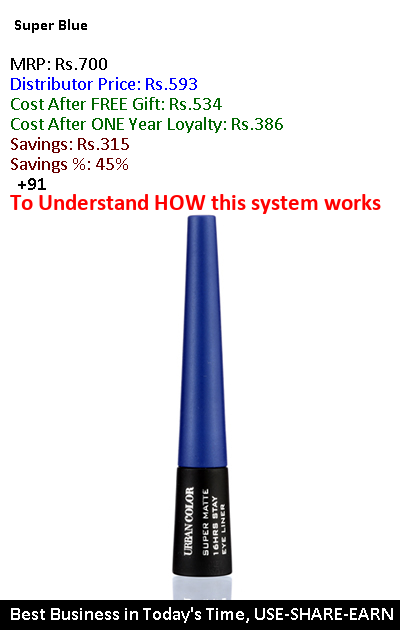 Super Blue
MRP: Rs.700
Distributor Price: Rs.593
Cost After FREE Gift: Rs.534
Cost After ONE Year Loyalty: Rs.386
Savings: Rs.315
Savings %: 45%
+91
To Understand HOW this system works
URBAN COLOR
SUPER MATTE
16HRS STAY
EYE LINER
Best Business in Today's Time, USE-SHARE-EARN